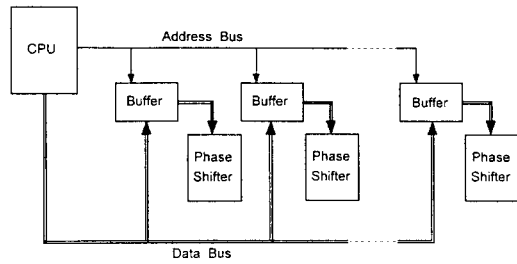 Address Bus
CPU
Buffer
Buffer
Buffer
Phase
Shifter
Phase
Shifter
Phase
Shifter
Data Bus